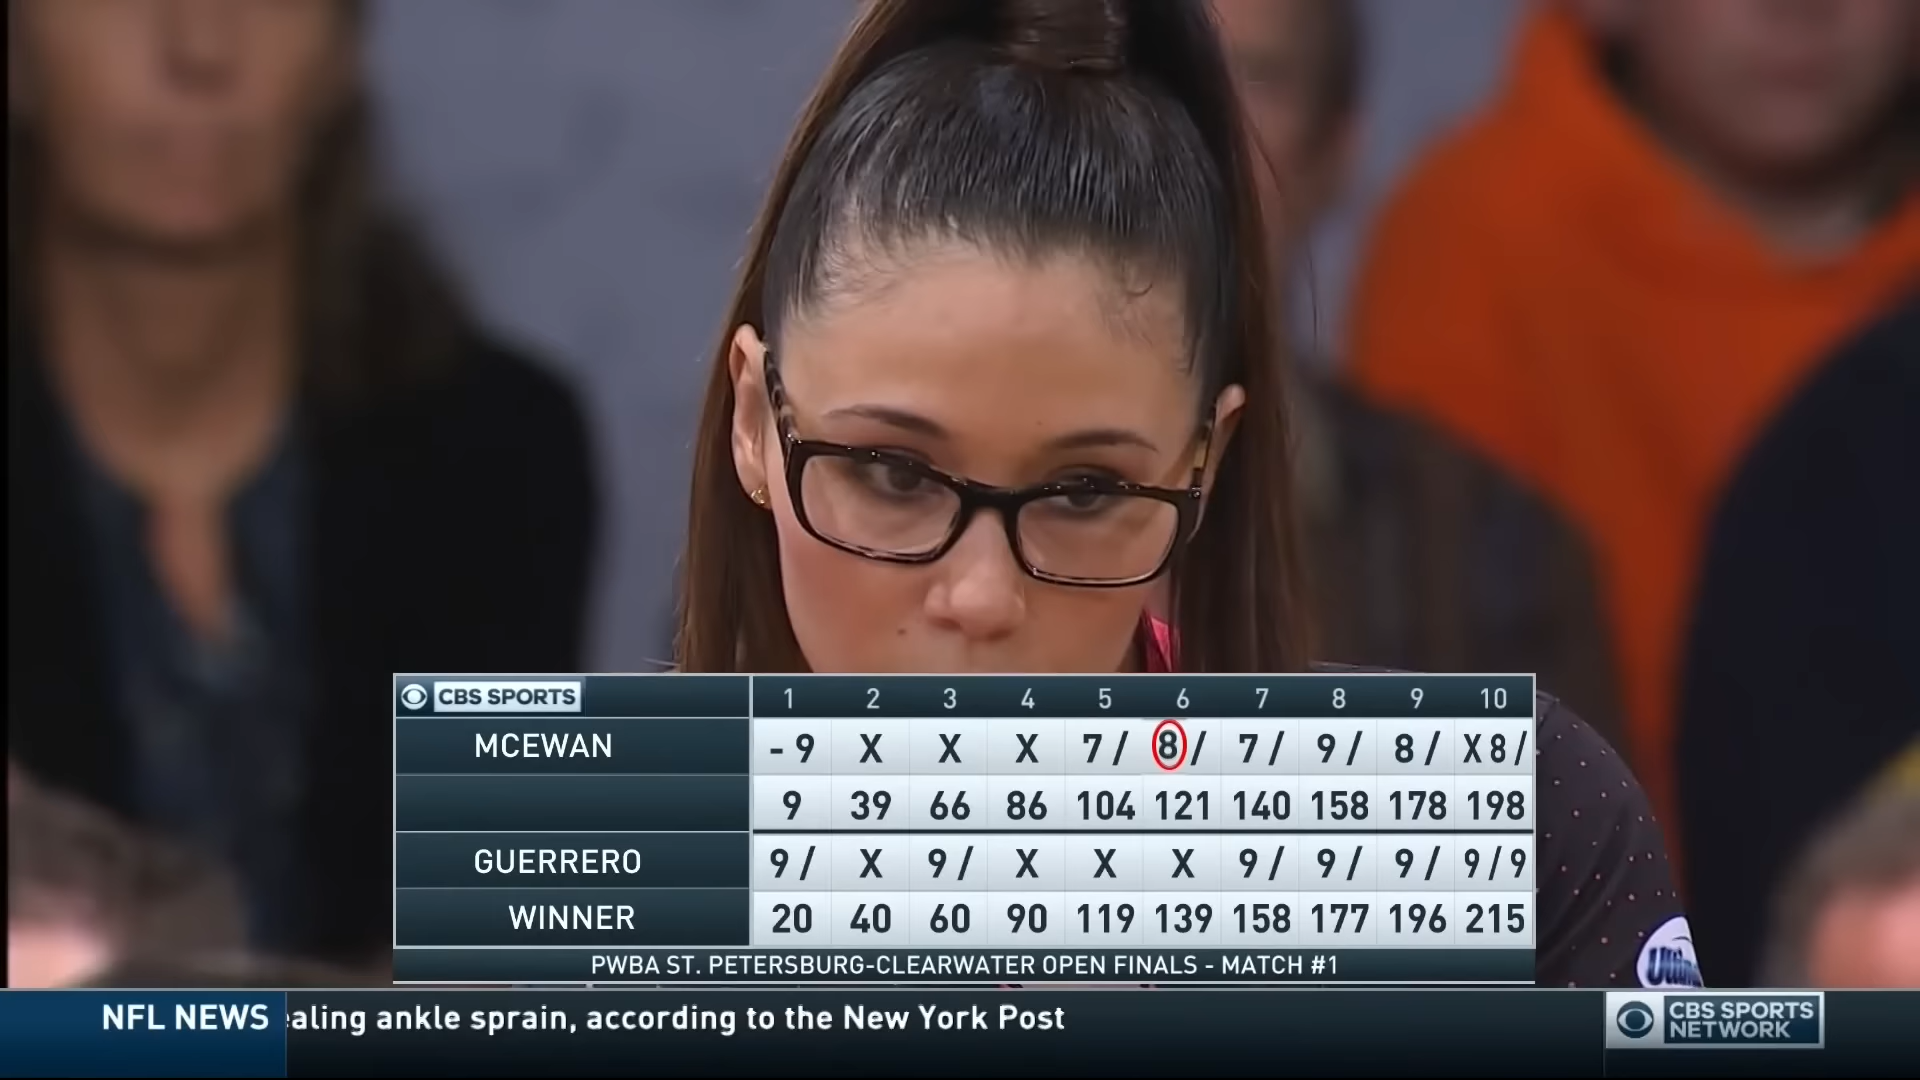 CBS SPORTS 1 2 3 4 5 6 7 8 9 10
MCEWAN - 9 X X X 7 / 8 / 7 / 9 / 8 / X 8 /
9 39 66 86 104 121 140 158 178 198
GUERRERO 9 / X 9 / X X X 9 / 9 / 9 / 9 / 9
WINNER 20 40 60 90 119 139 158 177 196 215
PWBA ST. PETERSBURG-CLEARWATER OPEN FINALS - MATCH #1
NFL NEWS ealing ankle sprain, according to the New York Post
CBS SPORTS
NETWORK